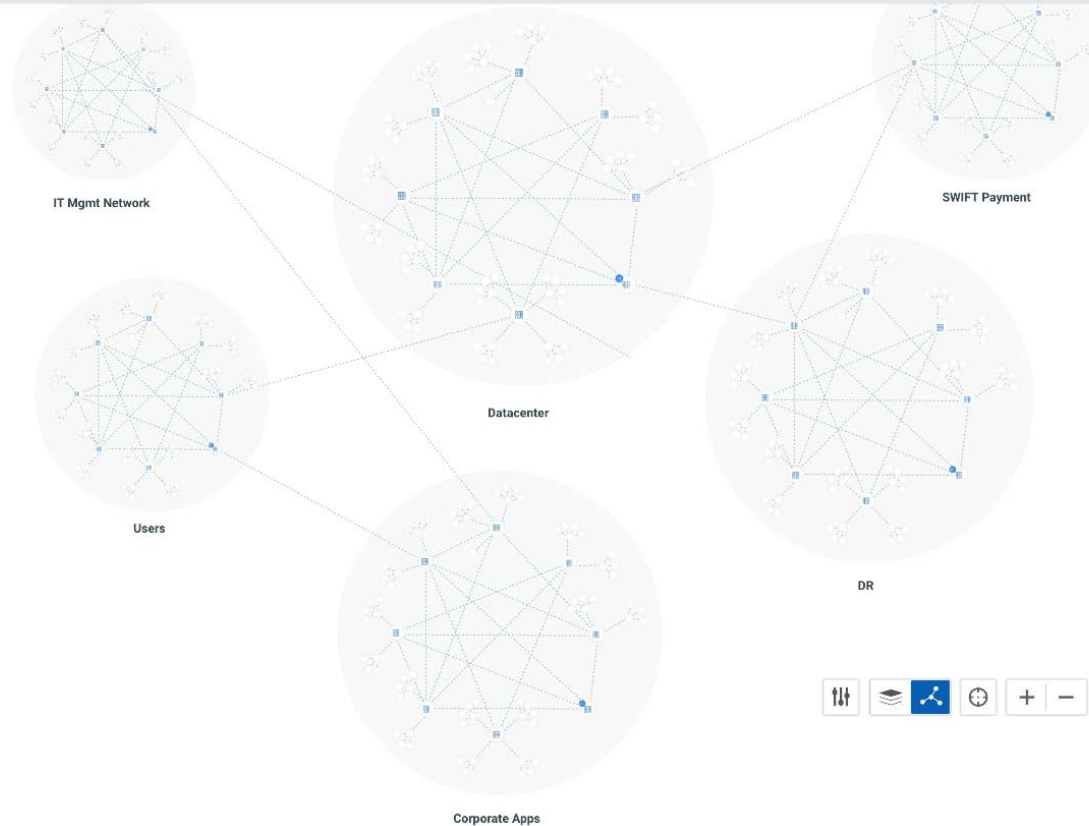 IT Mgmt Network
SWIFT Payment
Datacenter
Users
DR
Corporate Apps